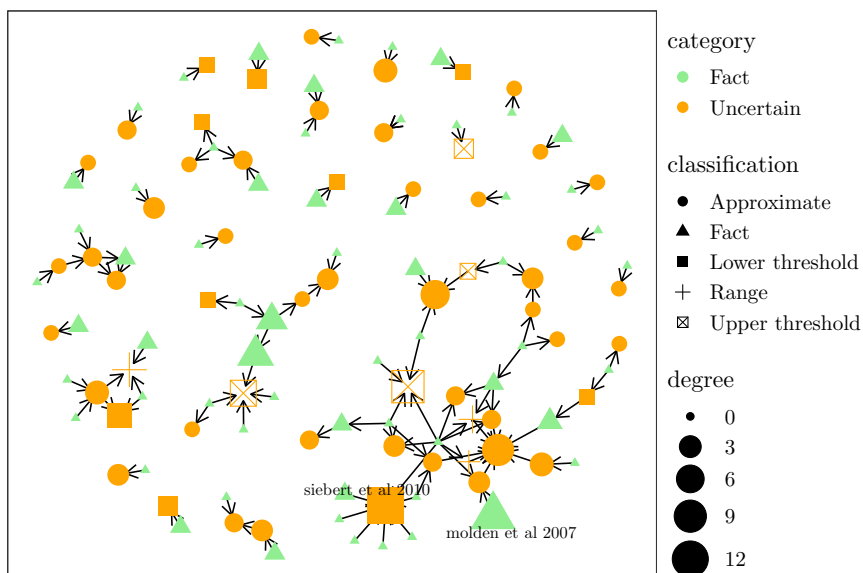 category
Fact
Uncertain
classification
Approximate
Fact
Lower threshold
Range
Upper threshold
degree
0
3
6
9
12
siebert et al 2010
molden et al 2007